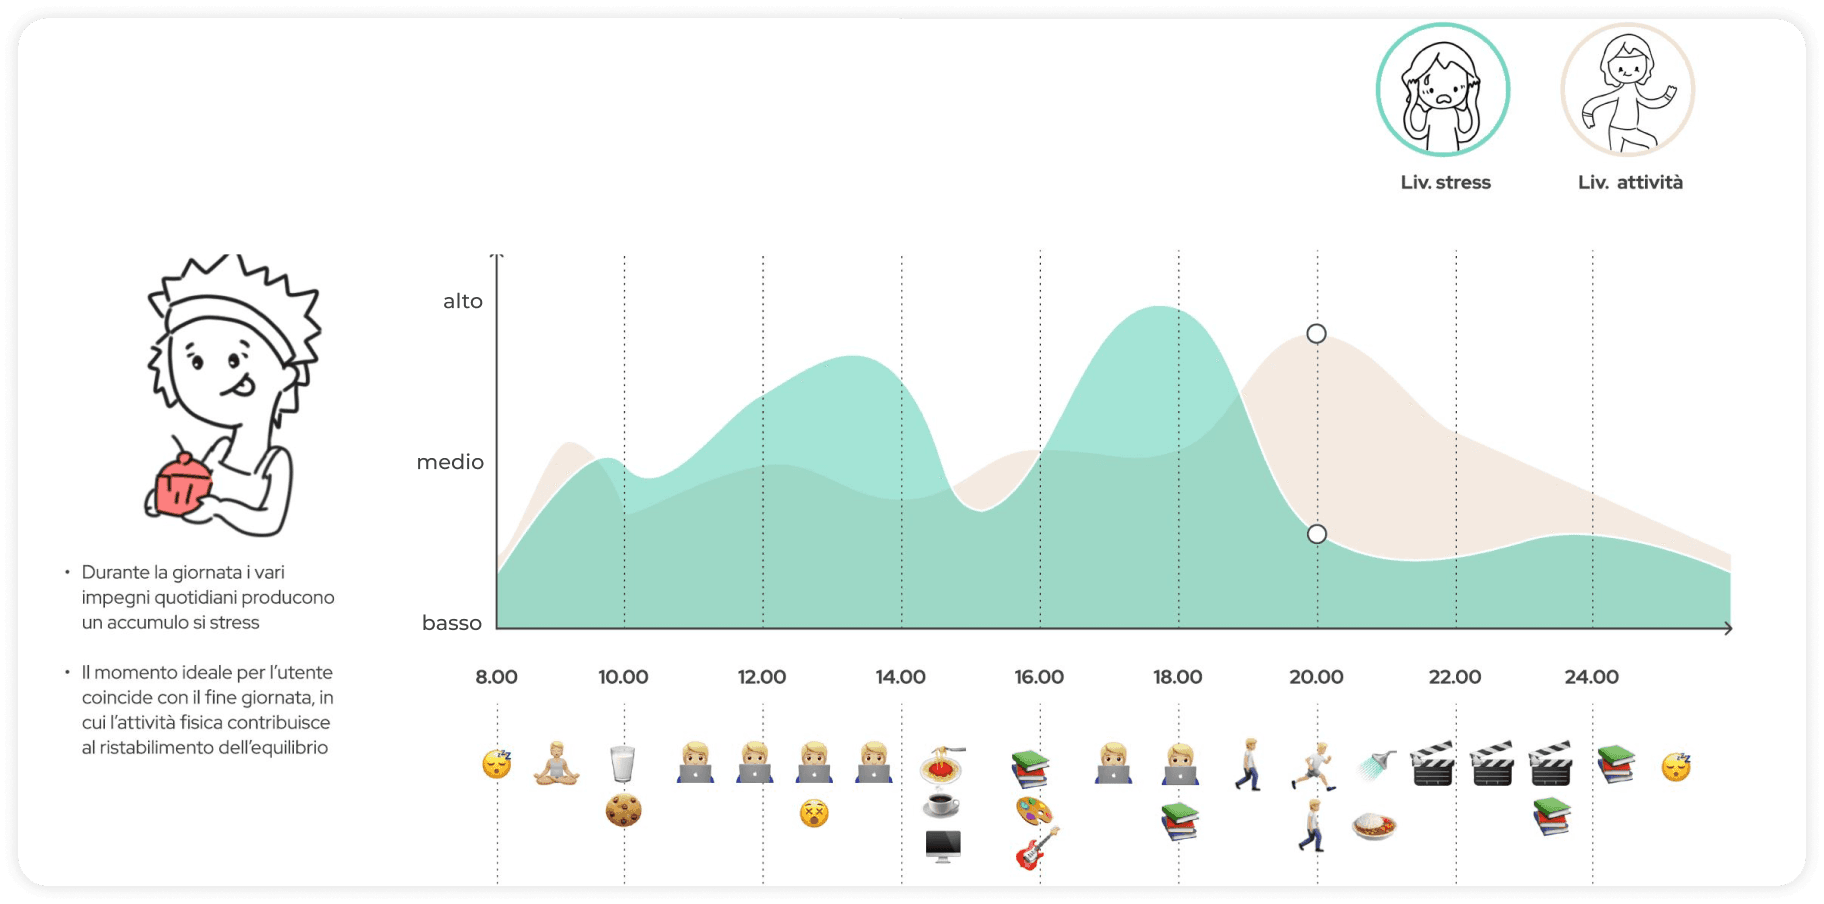 Liv. stress
Liv. attività
alto
medio
basso
8.00
10.00
12.00
14.00
16.00
18.00
20.00
22.00
24.00
• Durante la giornata i vari
impegni quotidiani producono
un accumulo si stress
• Il momento ideale per l'utente
coincide con il fine giornata, in
cui l'attività fisica contribuisce
al ristabilimento dell'equilibrio